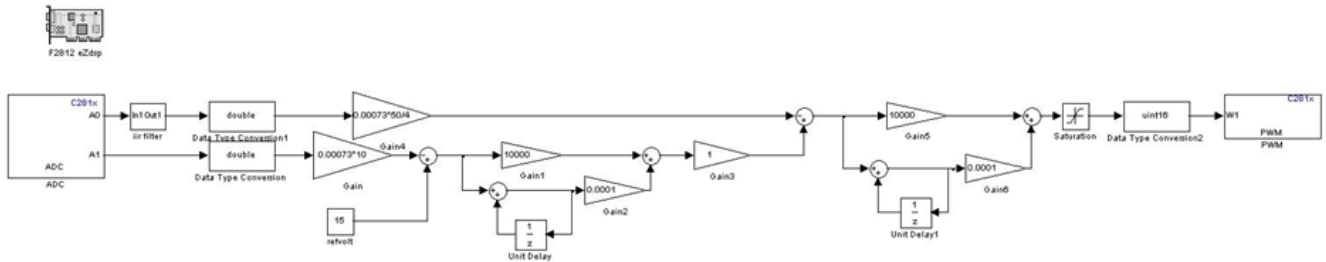 F2812 eZdsp
C281x
A0
A1
ADC
ADC
In1 Out1
iir filter
double
Data Type Conversion1
double
Data Type Conversion
0.00073*60/4
Gain4
0.00073*10
Gain
15
refvolt
10000
Gain1
0.0001
Gain2
1
z
Unit Delay
1
Gain3
10000
Gain5
0.0001
Gain6
1
z
Unit Delay1
Saturation
uint16
Data Type Conversion2
C281x
W1
PWM
PWM